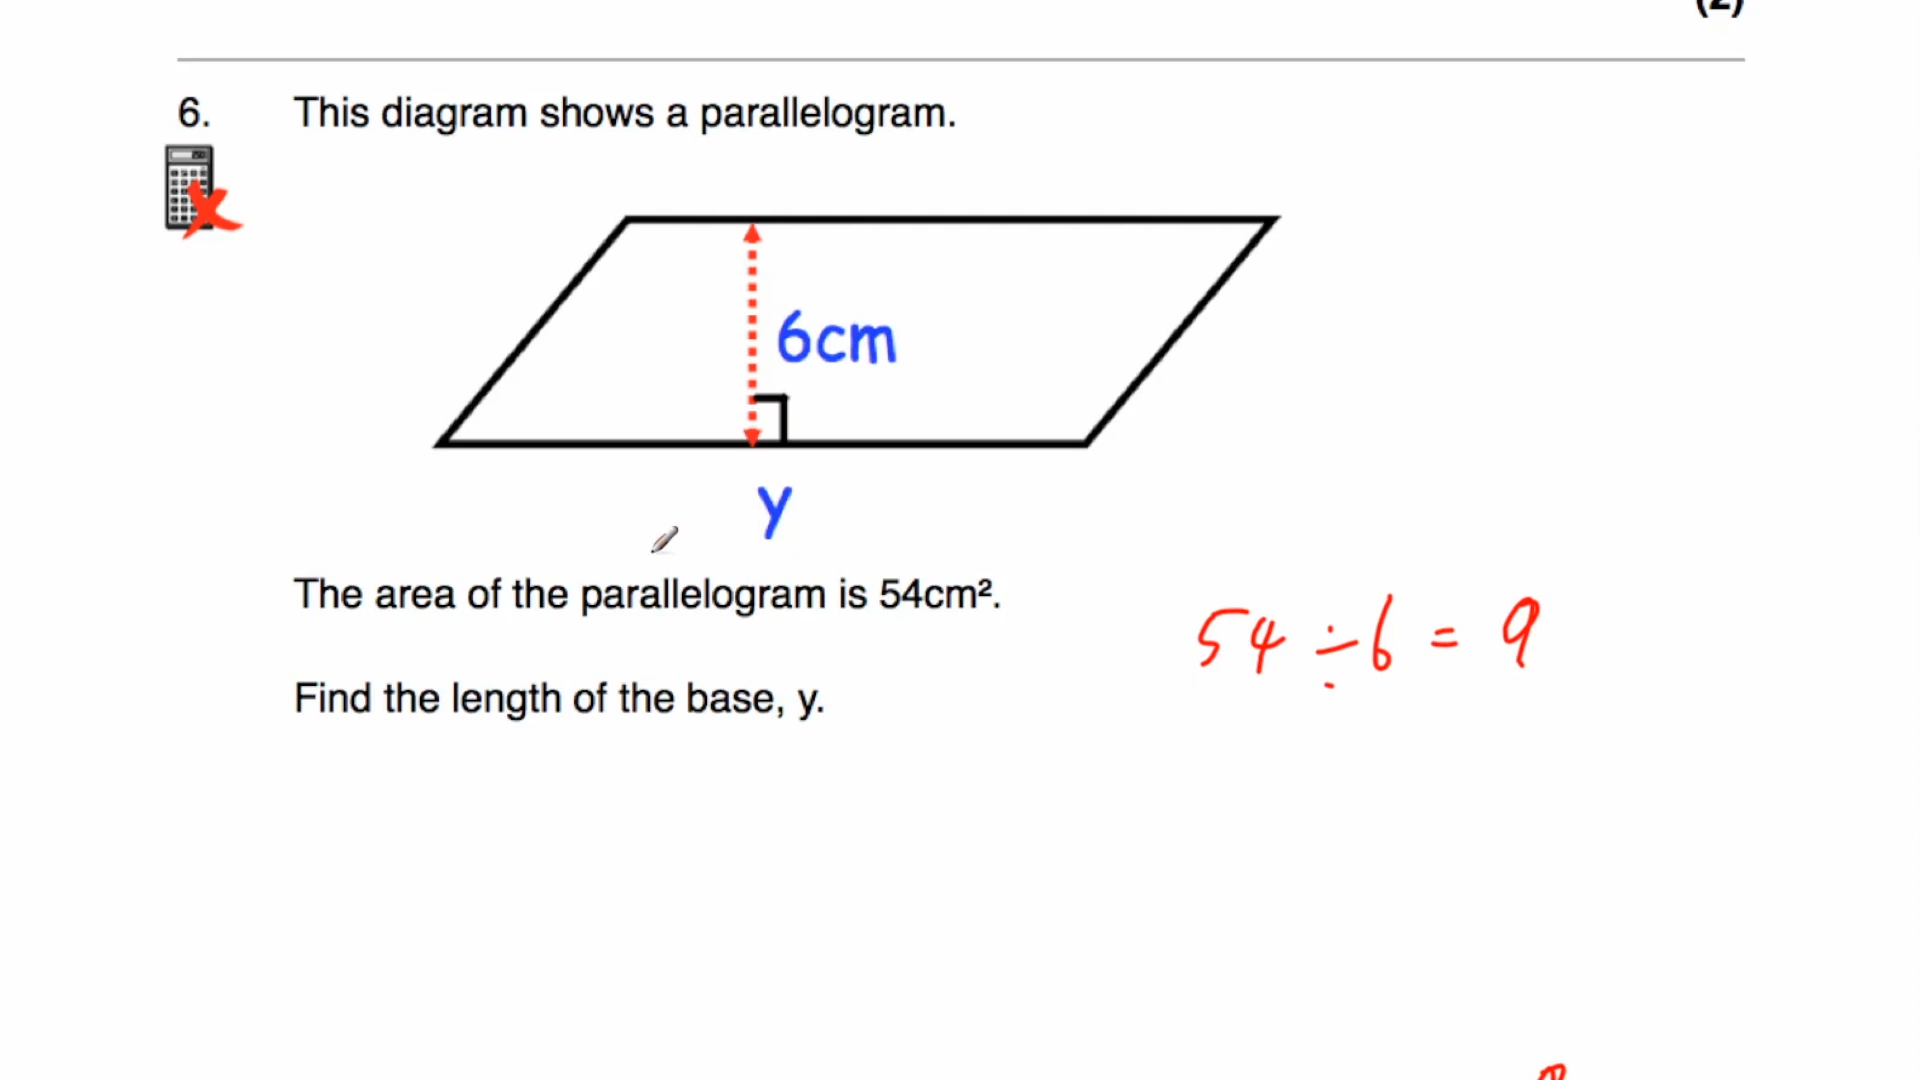 (2)
6. This diagram shows a parallelogram.
6cm
y
The area of the parallelogram is 54cm².
54 ÷ 6 = 9
Find the length of the base, y.